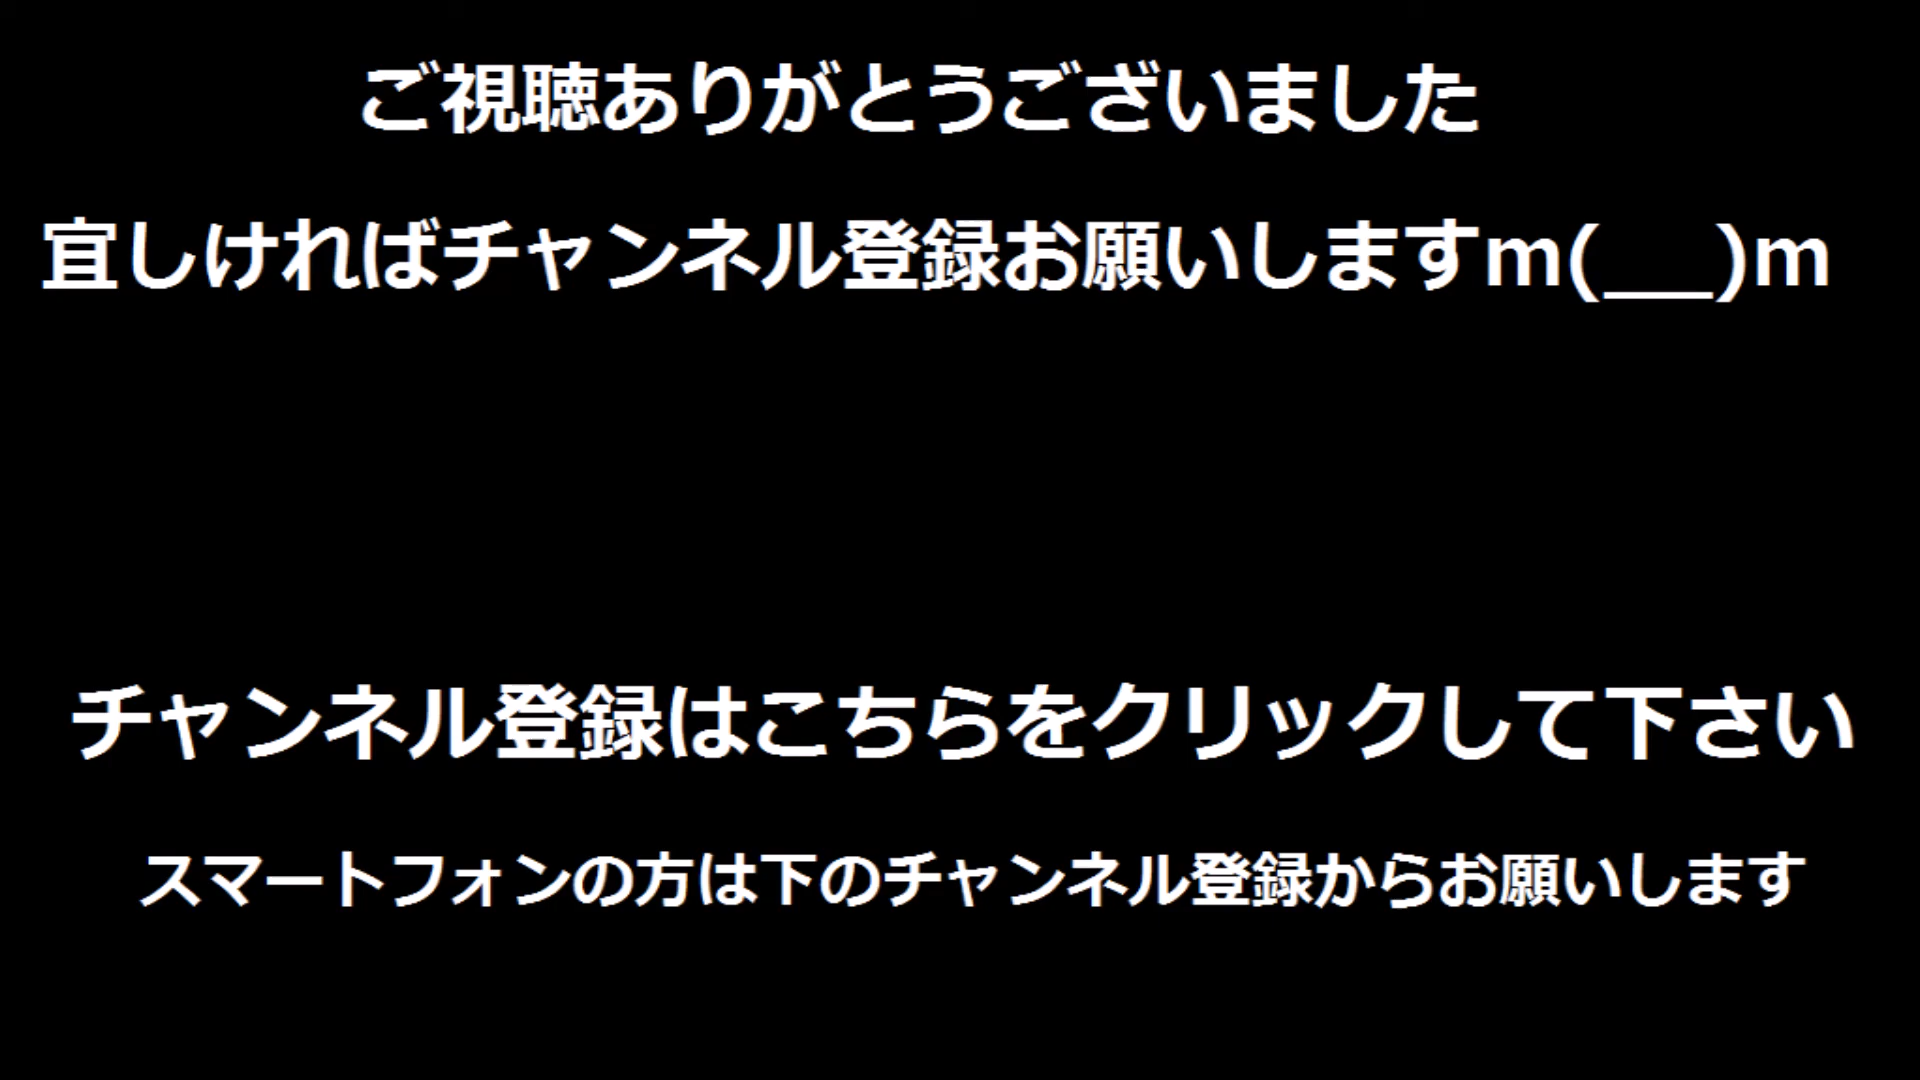 ご視聴ありがとうございました
宜しければチャンネル登録お願いしますm(__)m
チャンネル登録はこちらをクリックして下さい
スマートフォンの方は下のチャンネル登録からお願いします